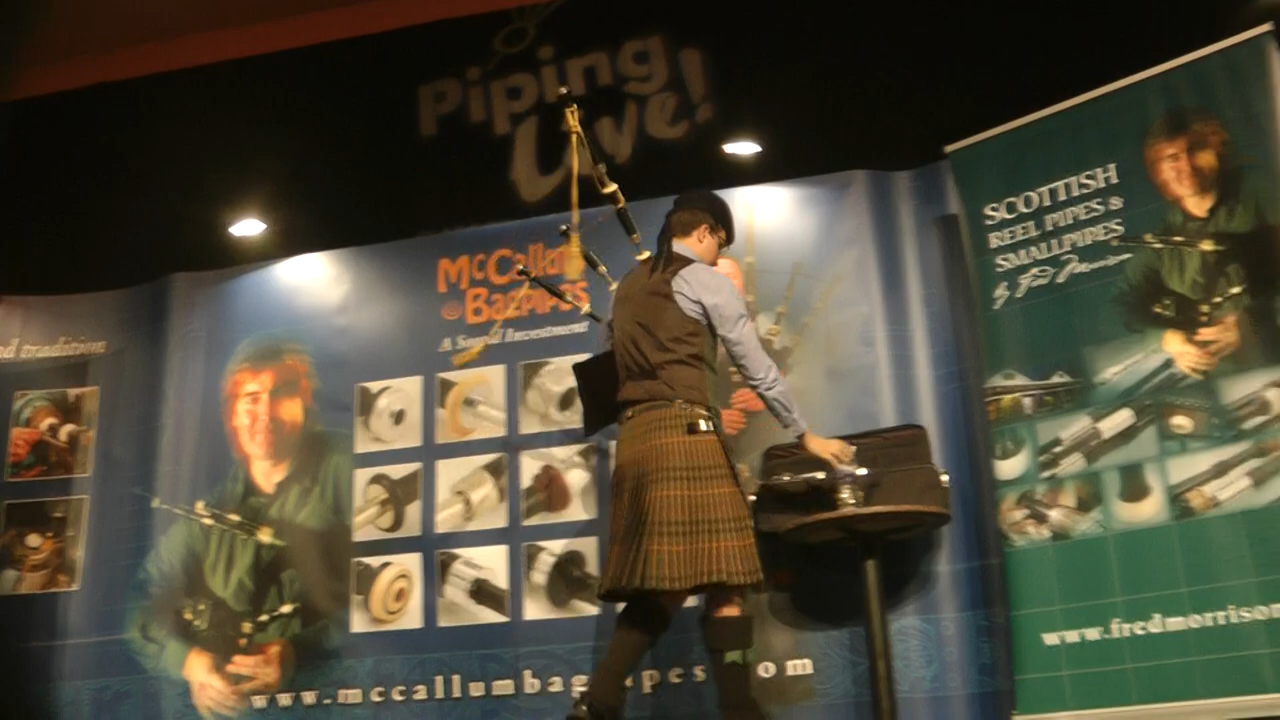 Piping
Live!
McCallum
Bagpipes
A Sound Investment
nd tradition
www.mccallumbagpipes.com
SCOTTISH
REEL PIPES &
SMALLPIPES
by Fred Morrison
www.fredmorrison